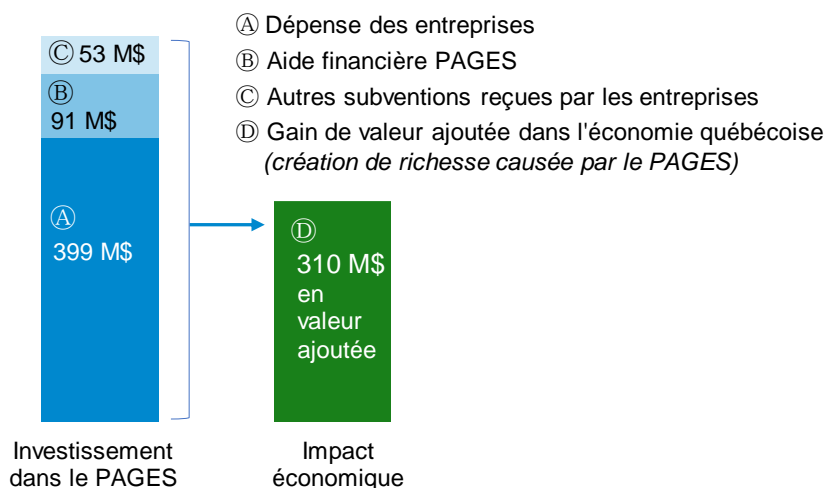 Ⓐ Dépense des entreprises
Ⓑ Aide financière PAGES
Ⓒ Autres subventions reçues par les entreprises
Ⓓ Gain de valeur ajoutée dans l'économie québécoise
(création de richesse causée par le PAGES)
Ⓒ 53 M$
Ⓑ
91 M$
Ⓐ
399 M$
Ⓓ
310 M$
en
valeur
ajoutée
Investissement
dans le PAGES
Impact
économique